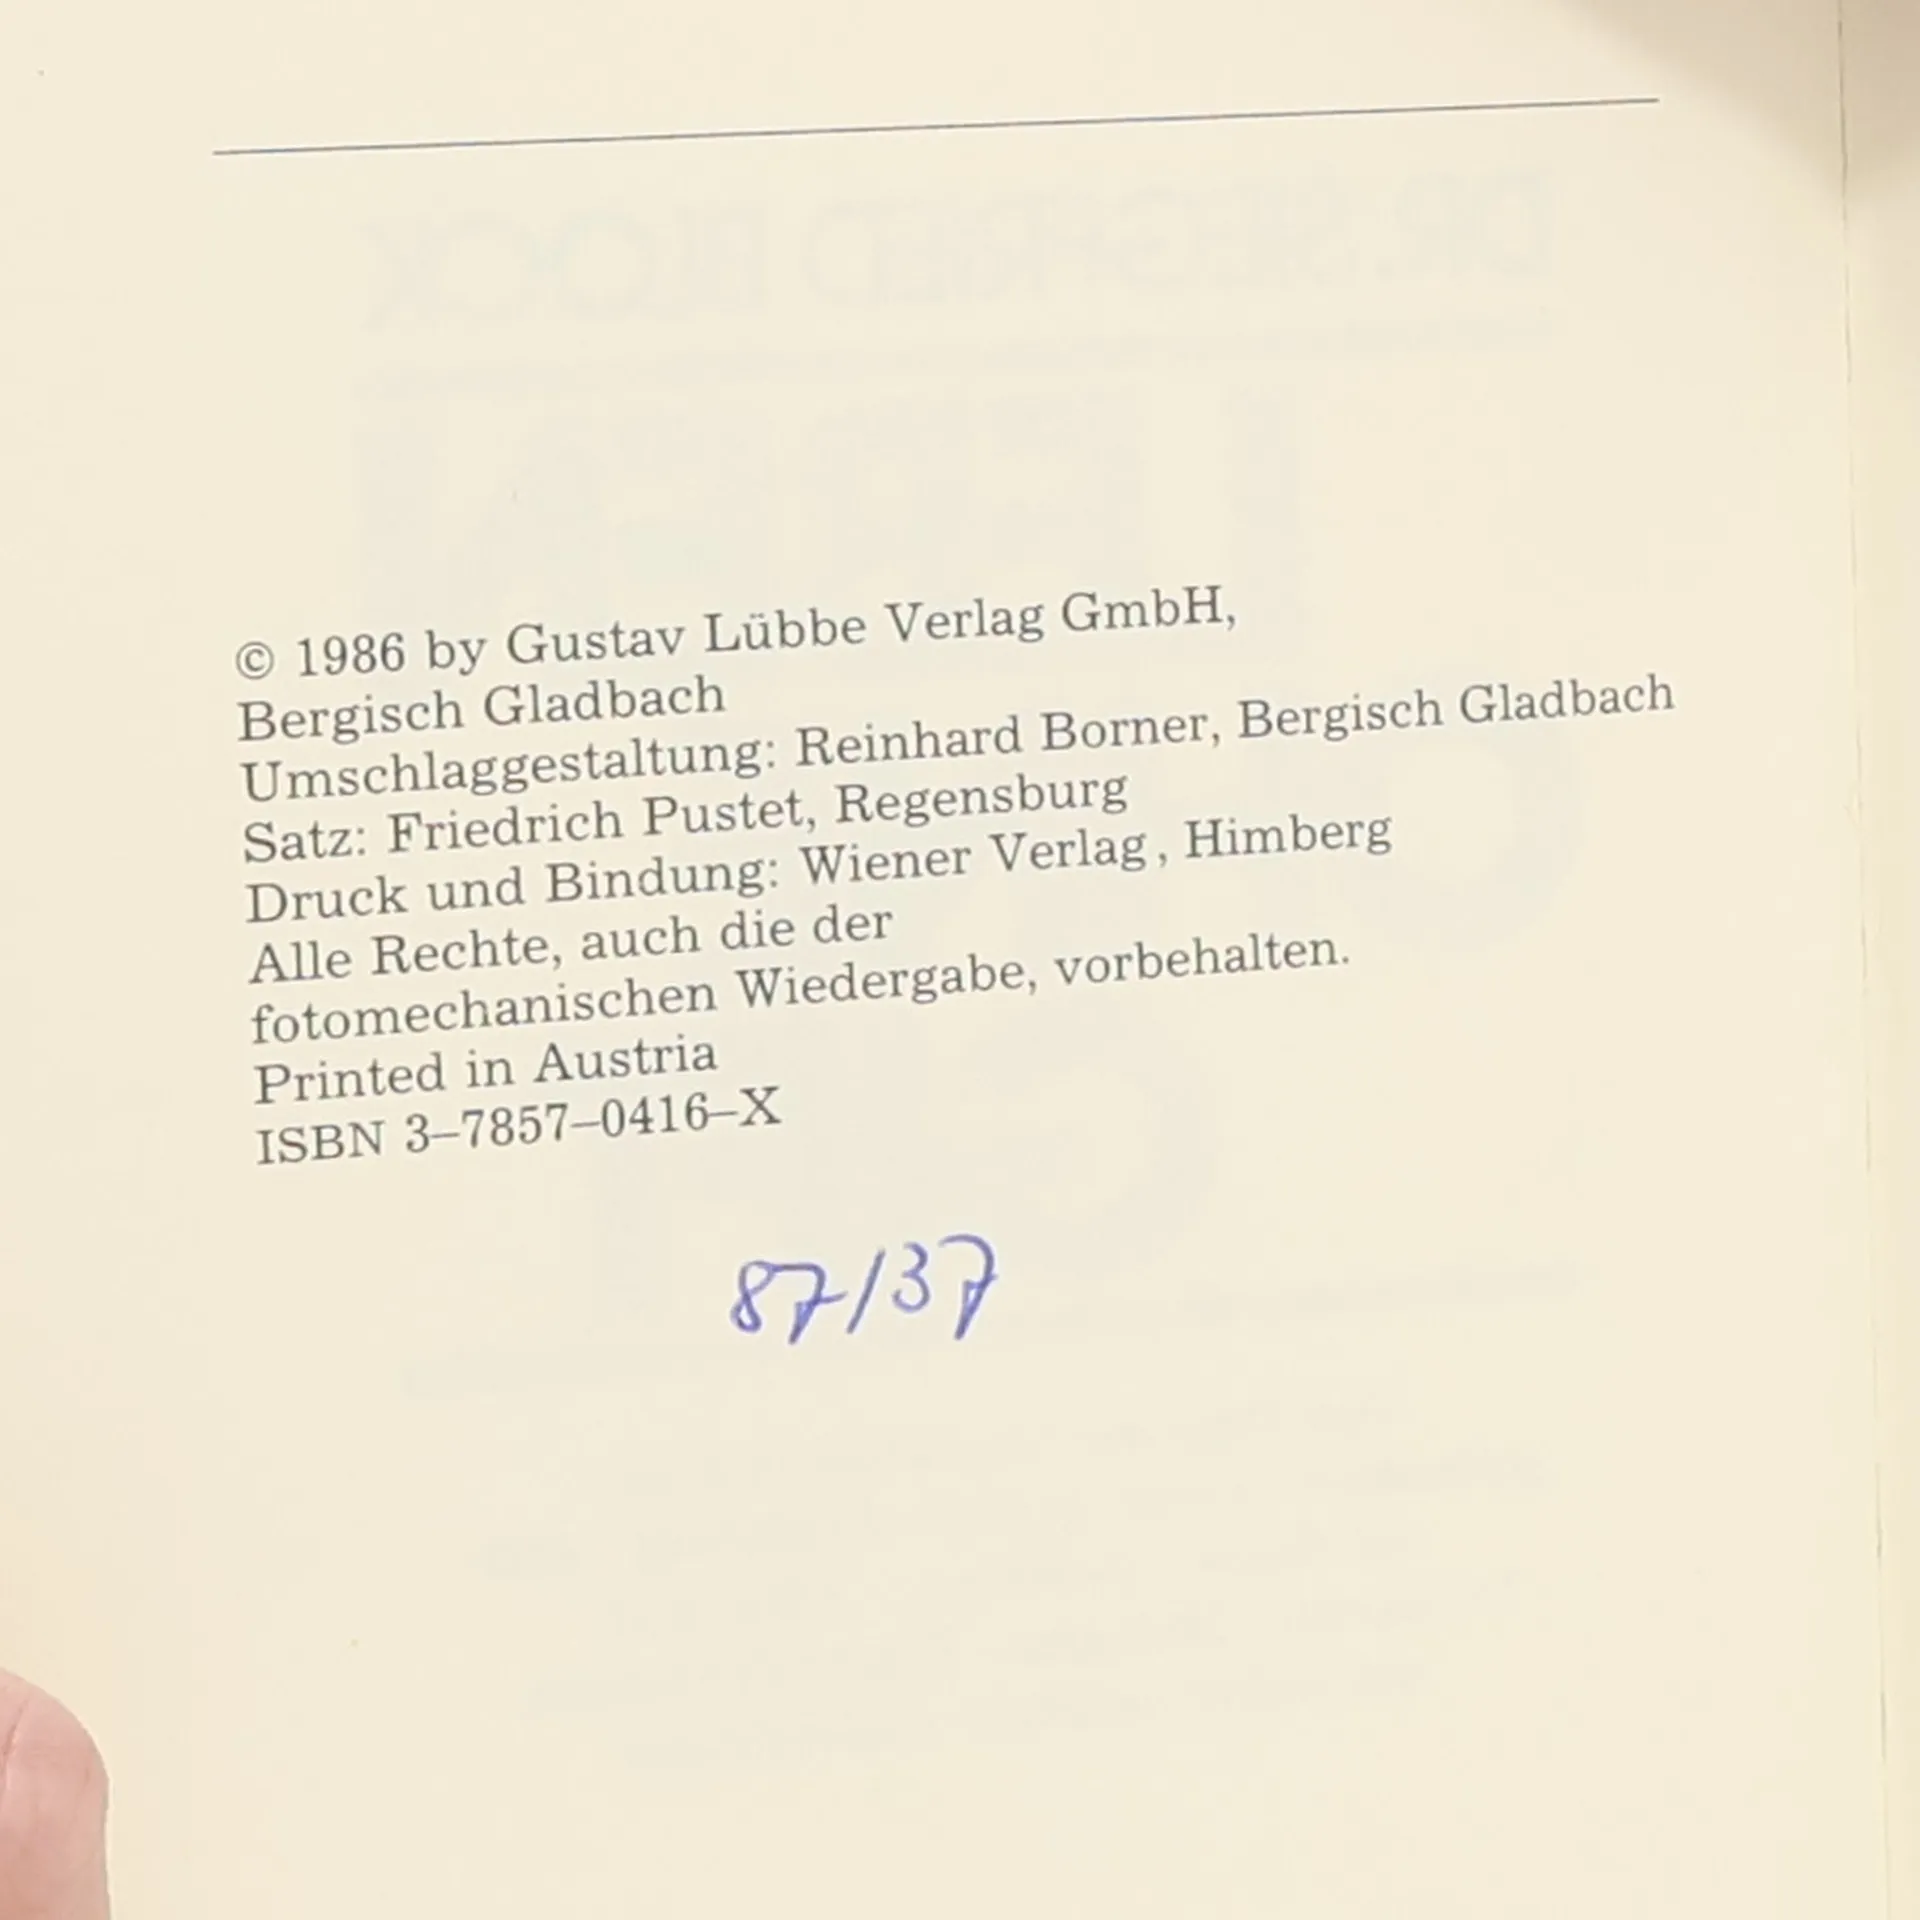 © 1986 by Gustav Lübbe Verlag GmbH,
Bergisch Gladbach
Umschlaggestaltung: Reinhard Borner, Bergisch Gladbach
Satz: Friedrich Pustet, Regensburg
Druck und Bindung: Wiener Verlag, Himberg
Alle Rechte, auch die der
fotomechanischen Wiedergabe, vorbehalten.
Printed in Austria
ISBN 3–7857–0416–X
87/37